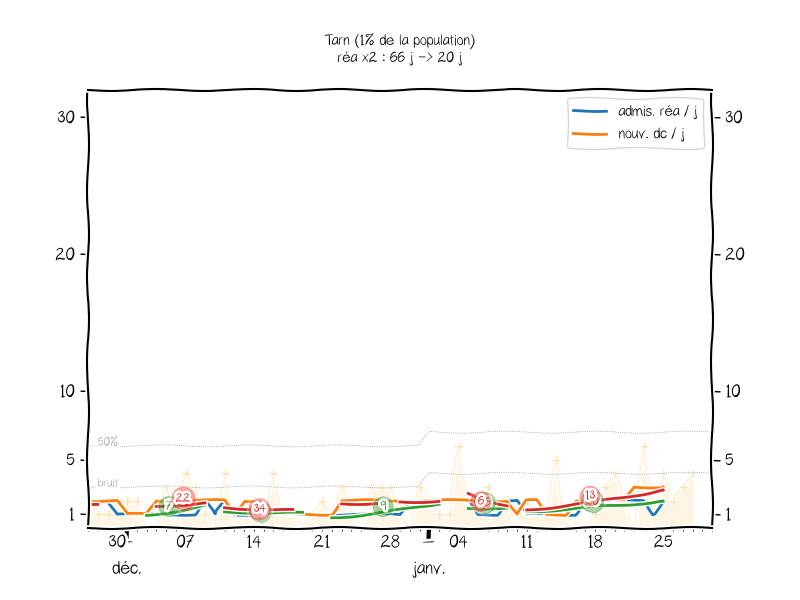 Tarn (1% de la population)
réa x2 : 66 j -> 20 j
admis. réa / j
nouv. dc / j
30 30
20 20
10 10
50%
5 5
bruit
22 9 6 13
34
1 1
30 07 14 21 28 04 11 18 25
déc. janv.